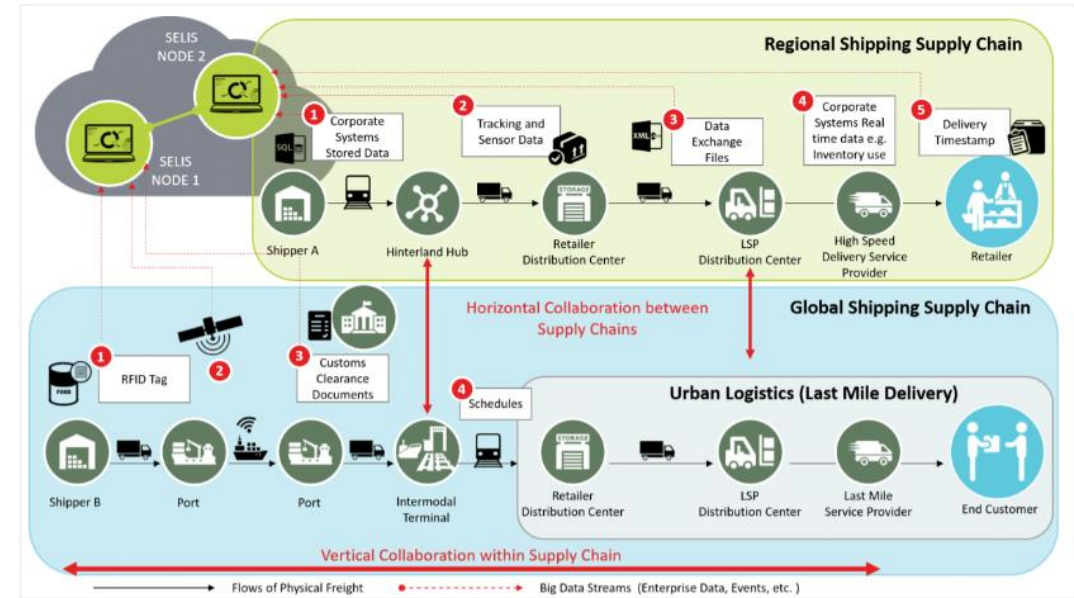 SELIS
NODE 2
SELIS
NODE 1
Regional Shipping Supply Chain
1
Corporate
Systems
Stored Data
SQL
2
Tracking and
Sensor Data
3
XML
Data
Exchange
Files
4
Corporate
Systems Real
time data e.g.
Inventory use
5
Delivery
Timestamp
STORAGE
Shipper A
Hinterland Hub
Retailer
Distribution Center
LSP
Distribution Center
High Speed
Delivery Service
Provider
Retailer
Horizontal Collaboration between
Supply Chains
Global Shipping Supply Chain
1
RFID Tag
FOOD
2
3
Customs
Clearance
Documents
4
Schedules
Urban Logistics (Last Mile Delivery)
STORAGE
Shipper B
Port
Port
Intermodal
Terminal
Retailer
Distribution Center
LSP
Distribution Center
Last Mile
Service Provider
End Customer
Vertical Collaboration within Supply Chain
Flows of Physical Freight
Big Data Streams (Enterprise Data, Events, etc. )